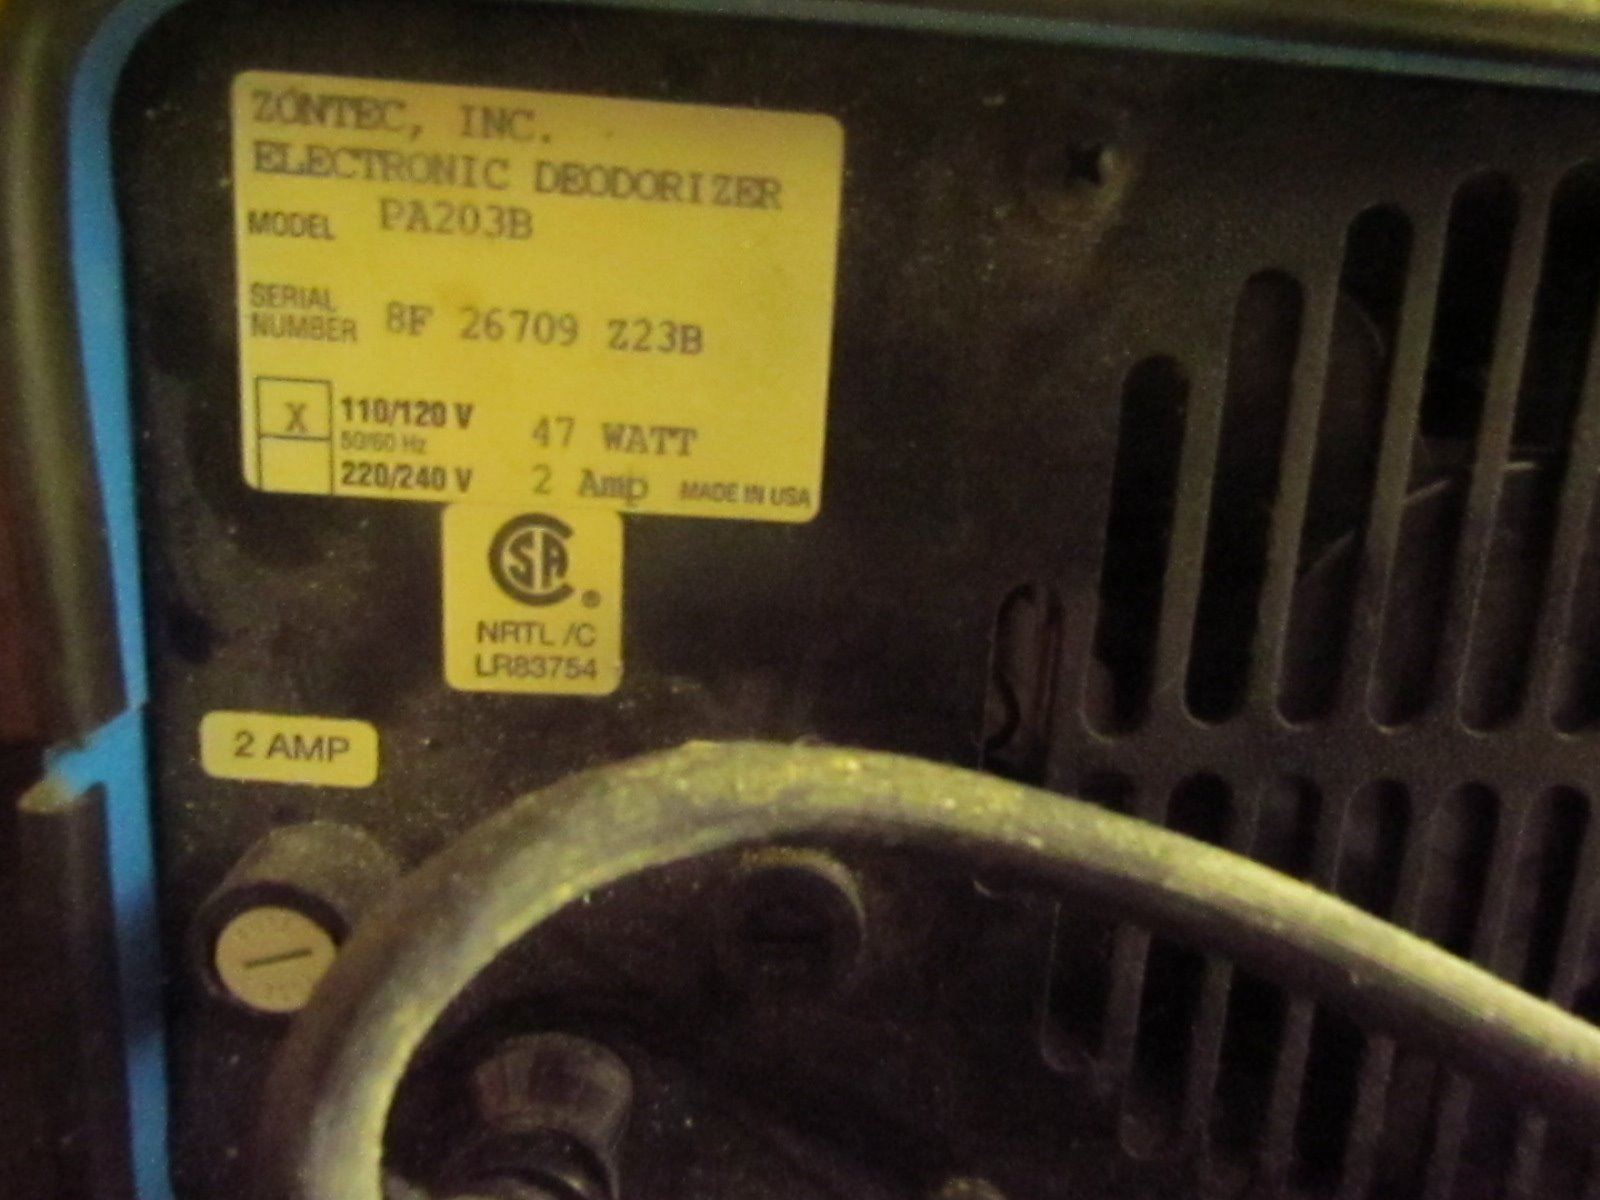 ZONTEC, INC.
ELECTRONIC DEODORIZER
MODEL PA203B
SERIAL NUMBER 8F 26709 Z23B
X 110/120 V 47 WATT
50/60 Hz
220/240 V 2 Amp MADE IN USA
CSA ®
NRTL /C
LR83754
2 AMP